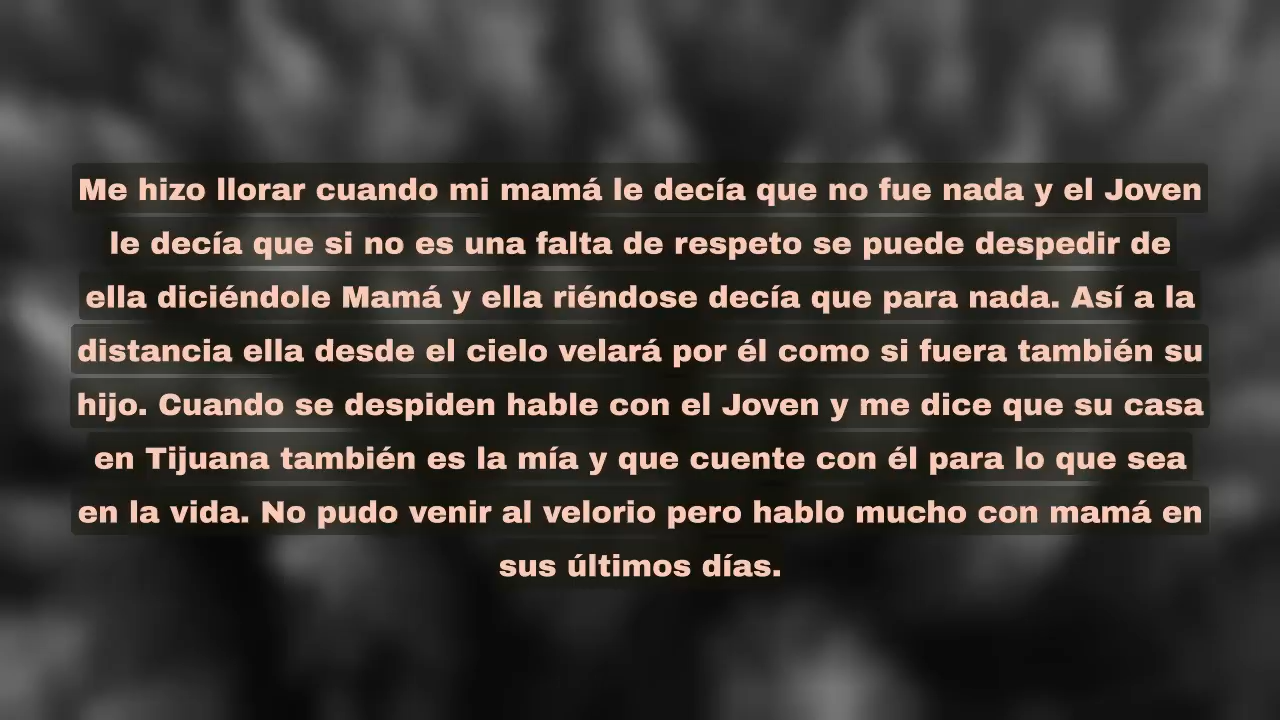 Me hizo llorar cuando mi mamá le decía que no fue nada y el Joven
le decía que si no es una falta de respeto se puede despedir de
ella diciéndole Mamá y ella riéndose decía que para nada. Así a la
distancia ella desde el cielo velará por él como si fuera también su
hijo. Cuando se despiden hable con el Joven y me dice que su casa
en Tijuana también es la mía y que cuente con él para lo que sea
en la vida. No pudo venir al velorio pero hablo mucho con mamá en
sus últimos días.